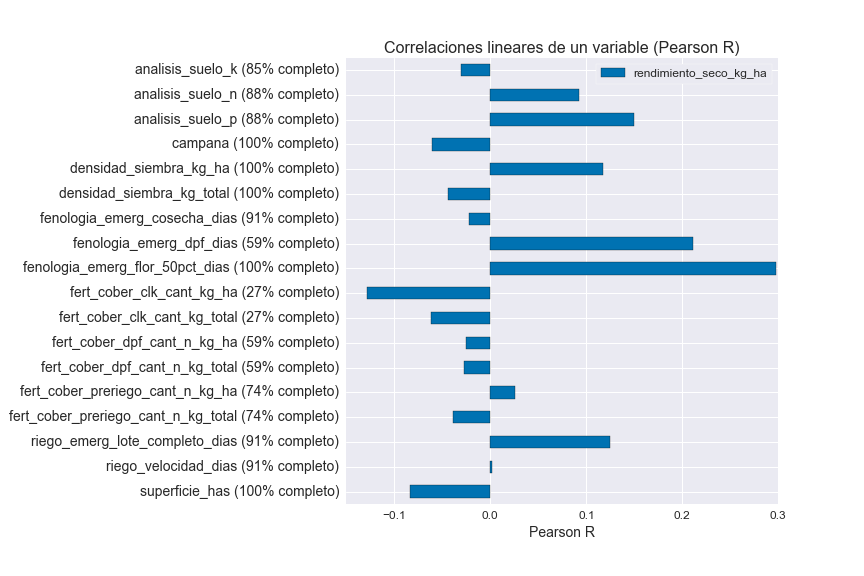 Correlaciones lineares de un variable (Pearson R)
rendimiento_seco_kg_ha
analisis_suelo_k (85% completo)
analisis_suelo_n (88% completo)
analisis_suelo_p (88% completo)
campana (100% completo)
densidad_siembra_kg_ha (100% completo)
densidad_siembra_kg_total (100% completo)
fenologia_emerg_cosecha_dias (91% completo)
fenologia_emerg_dpf_dias (59% completo)
fenologia_emerg_flor_50pct_dias (100% completo)
fert_cober_clk_cant_kg_ha (27% completo)
fert_cober_clk_cant_kg_total (27% completo)
fert_cober_dpf_cant_n_kg_ha (59% completo)
fert_cober_dpf_cant_n_kg_total (59% completo)
fert_cober_preriego_cant_n_kg_ha (74% completo)
fert_cober_preriego_cant_n_kg_total (74% completo)
riego_emerg_lote_completo_dias (91% completo)
riego_velocidad_dias (91% completo)
superficie_has (100% completo)
−0.1 0.0 0.1 0.2 0.3
Pearson R